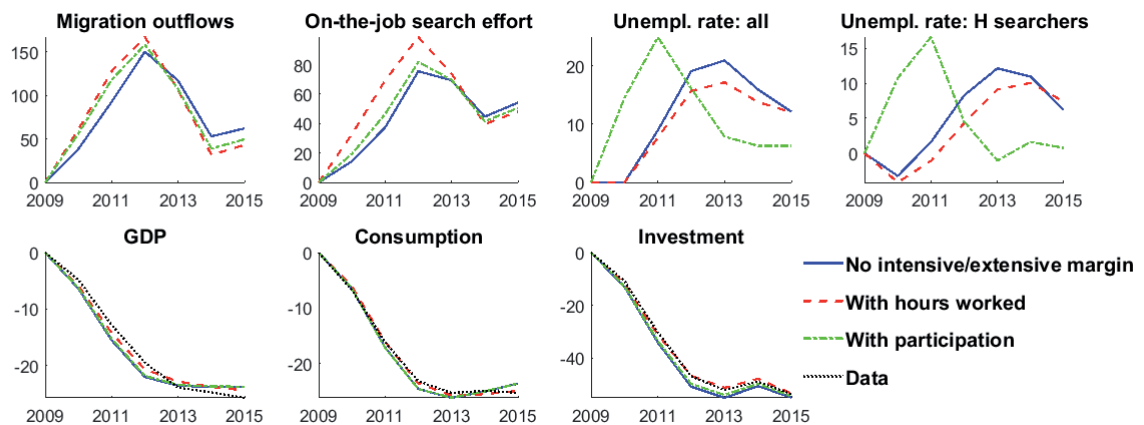 Migration outflows
On-the-job search effort
Unempl. rate: all
Unempl. rate: H searchers
150
100
50
0
2009 2011 2013 2015
80
60
40
20
0
2009 2011 2013 2015
20
10
0
2009 2011 2013 2015
15
10
5
0
2009 2011 2013 2015
GDP
Consumption
Investment
0
-10
-20
2009 2011 2013 2015
0
-10
-20
2009 2011 2013 2015
0
-20
-40
2009 2011 2013 2015
No intensive/extensive margin
With hours worked
With participation
Data